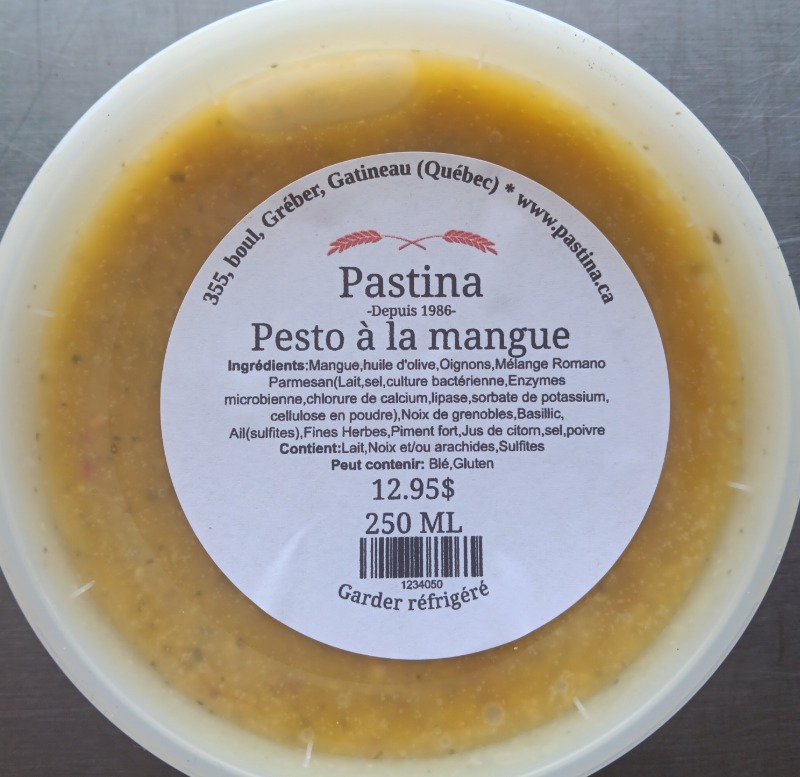 355, boul, Gréber, Gatineau (Québec) * www.pastina.ca
Pastina
-Depuis 1986-
Pesto à la mangue
Ingrédients:Mangue,huile d'olive,Oignons,Mélange Romano
Parmesan(Lait,sel,culture bactérienne,Enzymes
microbienne,chlorure de calcium,lipase,sorbate de potassium,
cellulose en poudre),Noix de grenobles,Basillic,
Ail(sulfites),Fines Herbes,Piment fort,Jus de citorn,sel,poivre
Contient:Lait,Noix et/ou arachides,Sulfites
Peut contenir: Blé,Gluten
12.95$
250 ML
1234050
Garder réfrigéré